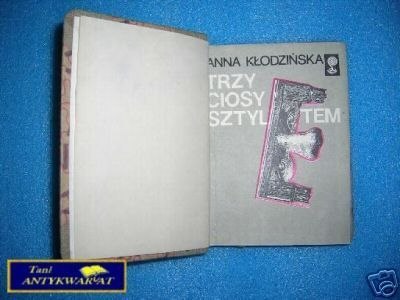 ANNA KŁODZIŃSKA
TRZY
CIOSY
SZTYLETEM
Tani
ANTYKWARIAT